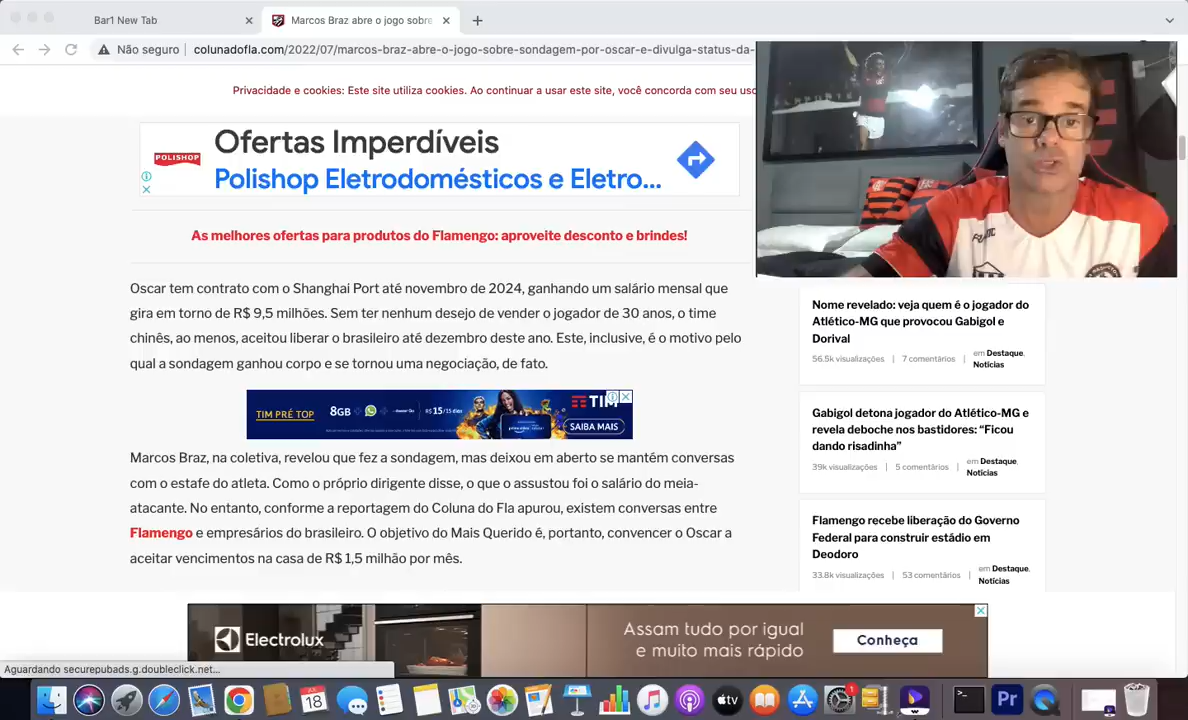 Bar1 New Tab
Marcos Braz abre o jogo sobre
Não seguro
colunadofla.com/2022/07/marcos-braz-abre-o-jogo-sobre-sondagem-por-oscar-e-divulga-status-da-
Privacidade e cookies: Este site utiliza cookies. Ao continuar a usar este site, você concorda com seu uso
POLISHOP
Ofertas Imperdíveis
Polishop Eletrodomésticos e Eletro...
As melhores ofertas para produtos do Flamengo: aproveite desconto e brindes!
Oscar tem contrato com o Shanghai Port até novembro de 2024, ganhando um salário mensal que
gira em torno de R$ 9,5 milhões. Sem ter nenhum desejo de vender o jogador de 30 anos, o time
chinês, ao menos, aceitou liberar o brasileiro até dezembro deste ano. Este, inclusive, é o motivo pelo
qual a sondagem ganhou corpo e se tornou uma negociação, de fato.
TIM PRÉ TOP
8GB
R$ 15/15 dias
TIM
SAIBA MAIS
Marcos Braz, na coletiva, revelou que fez a sondagem, mas deixou em aberto se mantém conversas
com o estafe do atleta. Como o próprio dirigente disse, o que o assustou foi o salário do meia-
atacante. No entanto, conforme a reportagem do Coluna do Fla apurou, existem conversas entre
Flamengo e empresários do brasileiro. O objetivo do Mais Querido é, portanto, convencer o Oscar a
aceitar vencimentos na casa de R$ 1,5 milhão por mês.
Nome revelado: veja quem é o jogador do
Atlético-MG que provocou Gabigol e
Dorival
56.5k visualizações | 7 comentários | em Destaque,
Notícias
Gabigol detona jogador do Atlético-MG e
revela deboche nos bastidores: “Ficou
dando risadinha”
39k visualizações | 5 comentários | em Destaque,
Notícias
Flamengo recebe liberação do Governo
Federal para construir estádio em
Deodoro
33.8k visualizações | 53 comentários | em Destaque,
Notícias
Electrolux
Assam tudo por igual
e muito mais rápido
Conheça
Aguardando securepubads.g.doubleclick.net...
JUL
18
tv
1
Pr